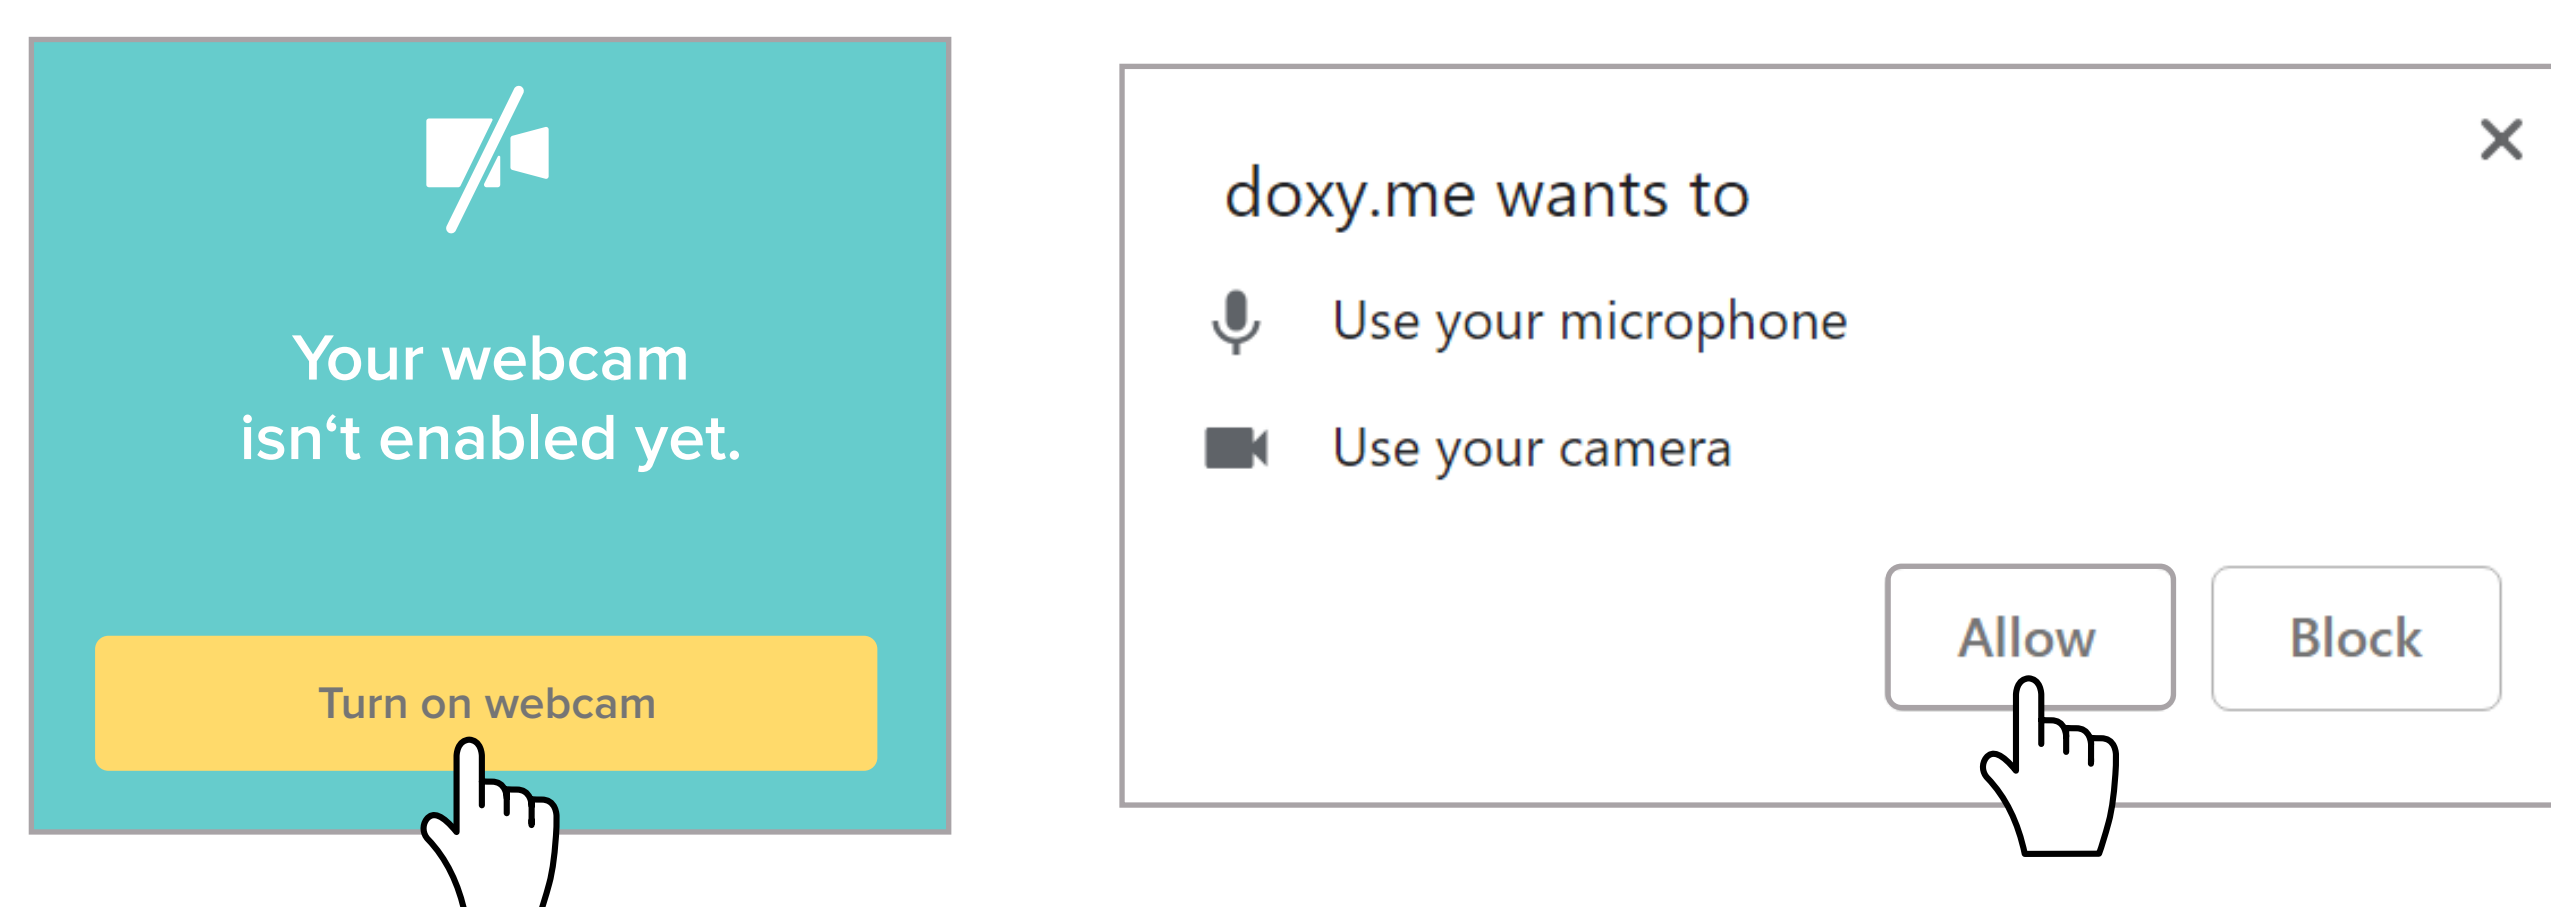 Your webcam
isn‘t enabled yet.
Turn on webcam
doxy.me wants to
Use your microphone
Use your camera
Allow
Block